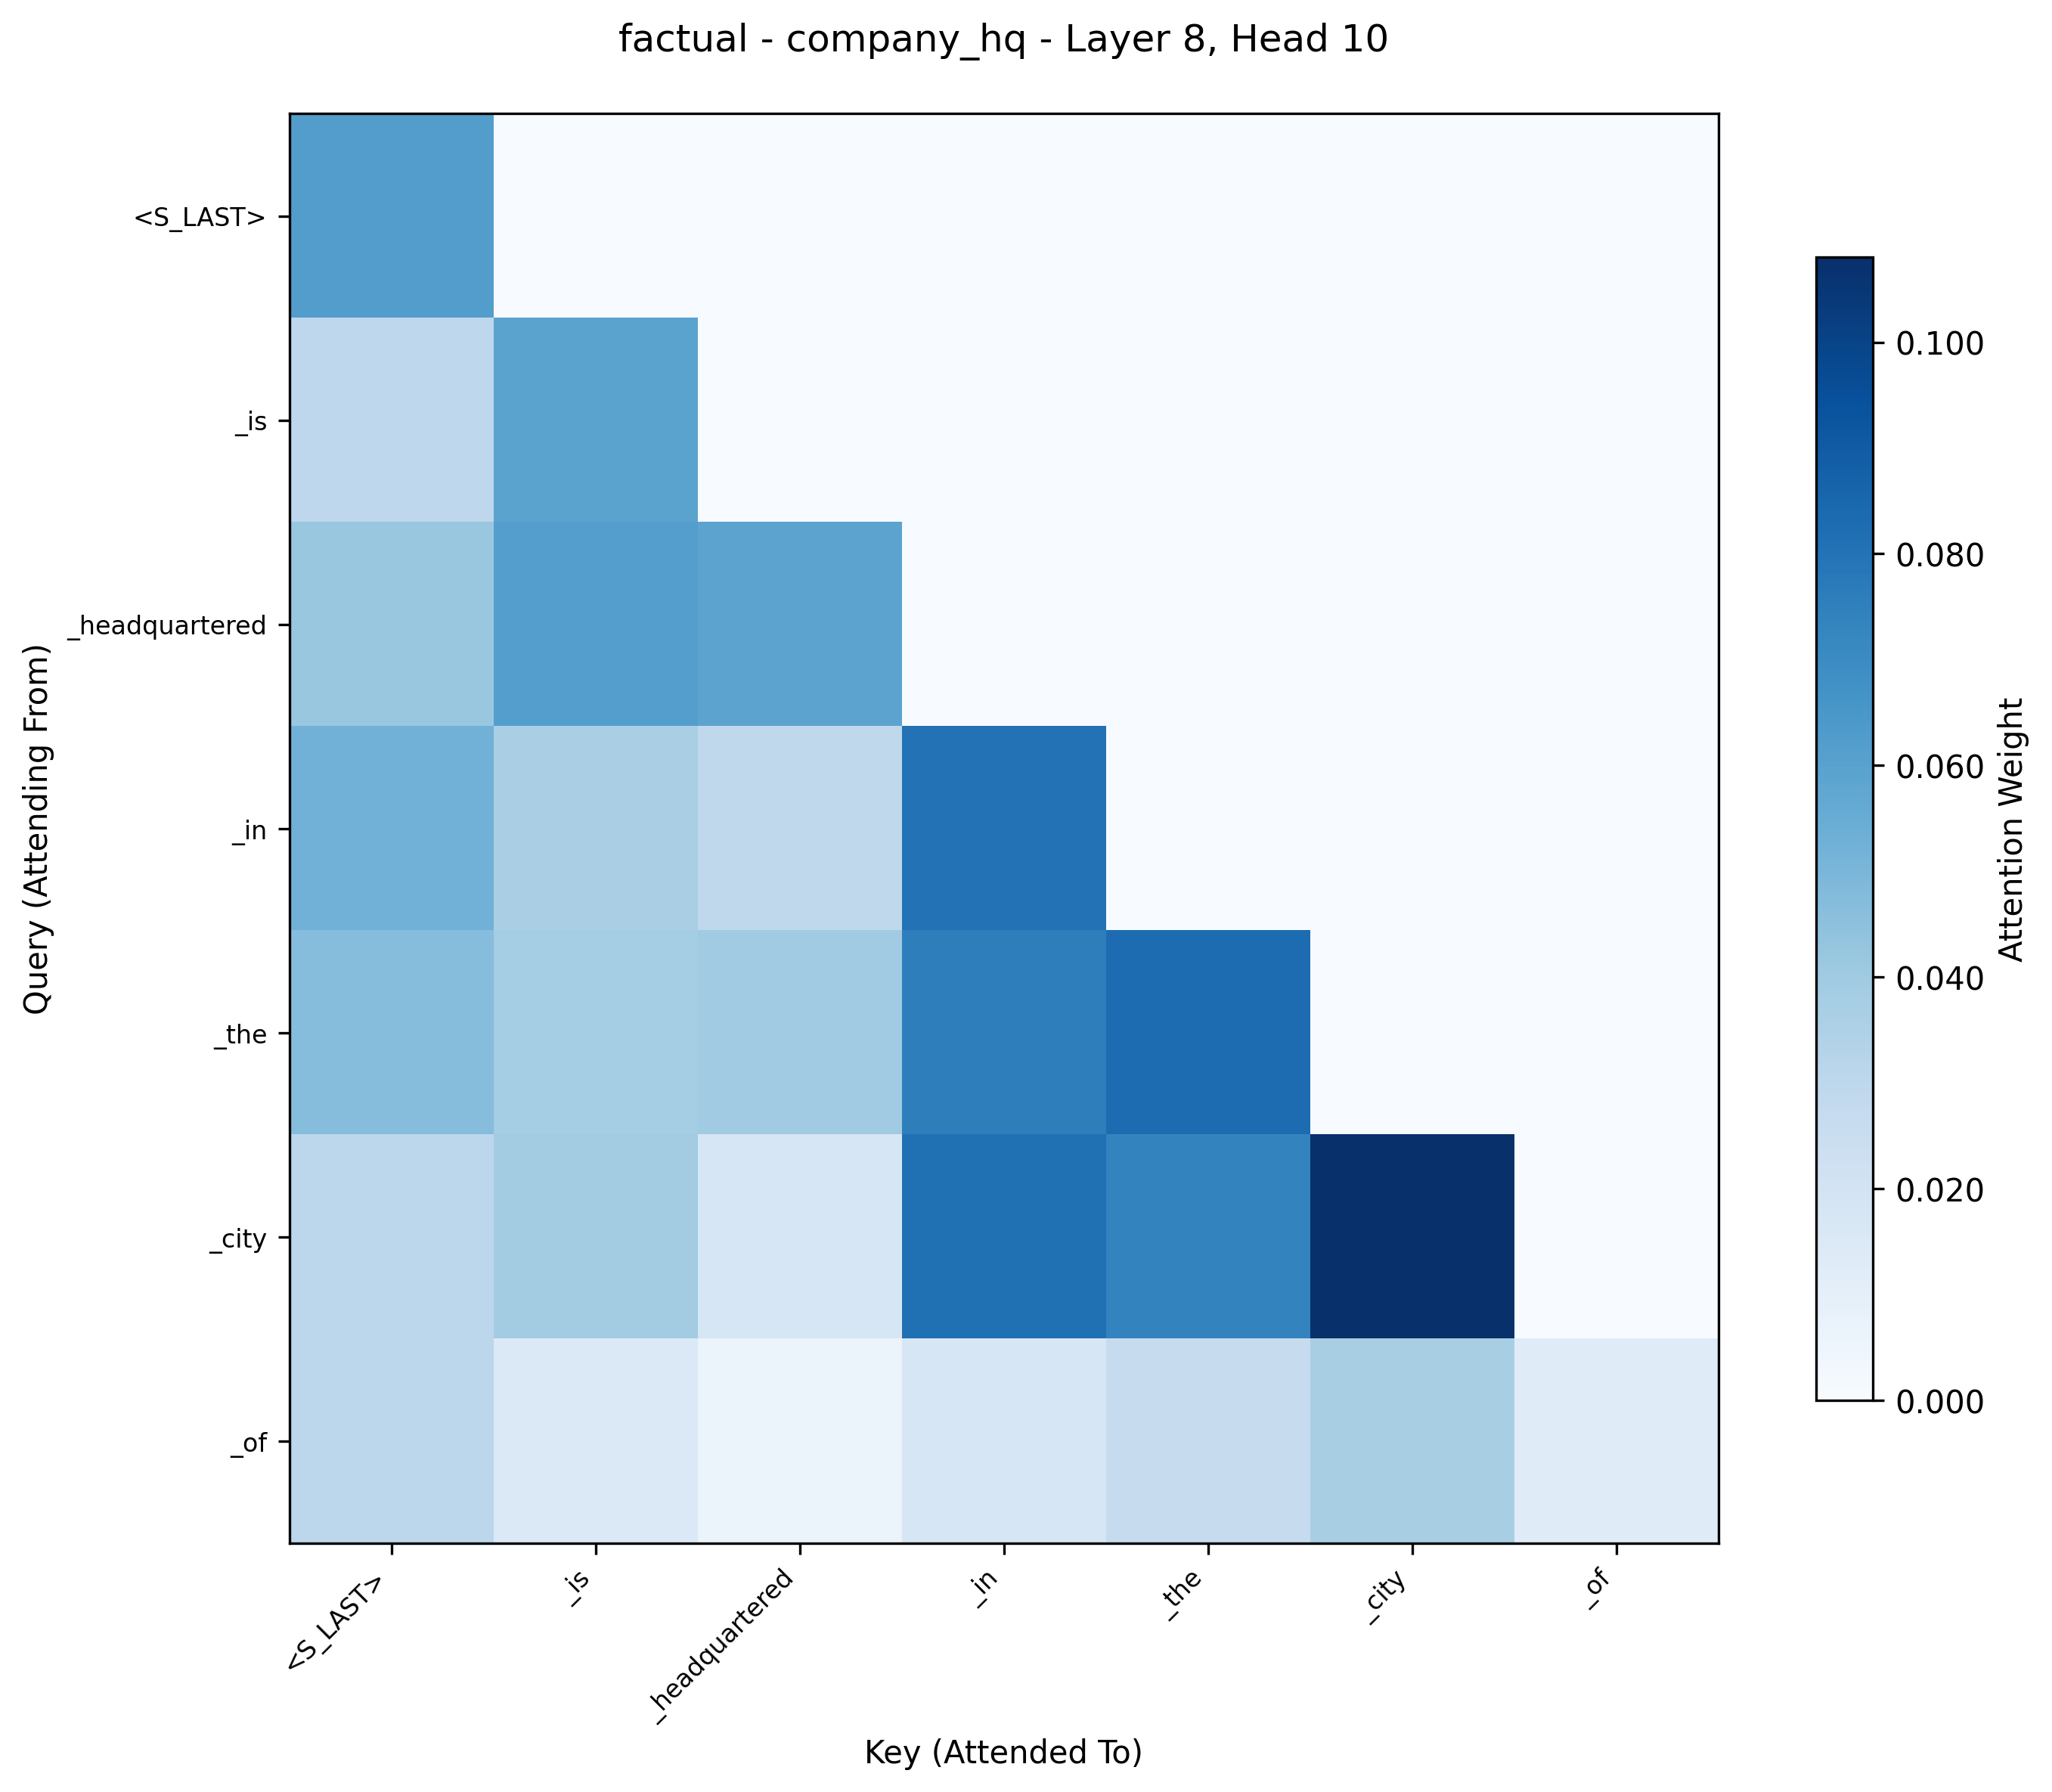 factual - company_hq - Layer 8, Head 10
Query (Attending From)
<S_LAST>
_is
_headquartered
_in
_the
_city
_of
<S_LAST>
_is
_headquartered
_in
_the
_city
_of
Key (Attended To)
0.100
0.080
0.060
0.040
0.020
0.000
Attention Weight